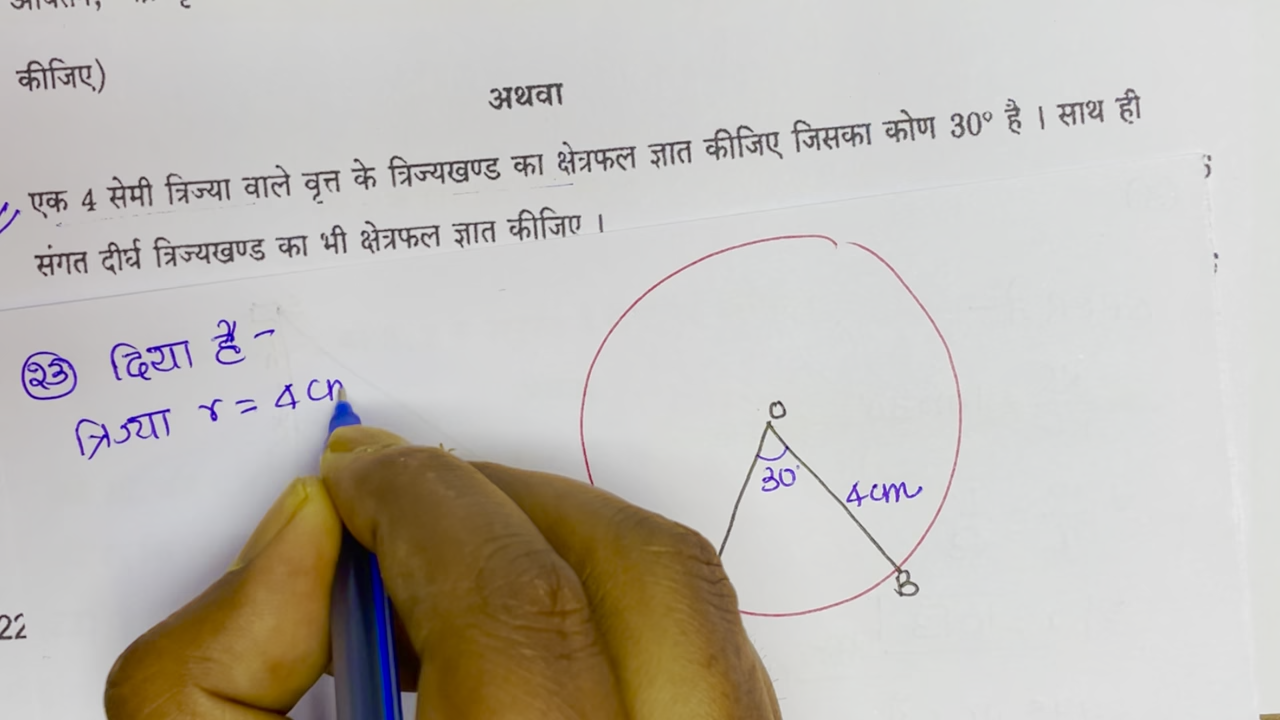 कीजिए)
अथवा
एक 4 सेमी त्रिज्या वाले वृत्त के त्रिज्यखण्ड का क्षेत्रफल ज्ञात कीजिए जिसका कोण 30° है । साथ ही
संगत दीर्घ त्रिज्यखण्ड का भी क्षेत्रफल ज्ञात कीजिए ।
23 दिया है -
त्रिज्या r = 4 cm
O
30°
4cm
B
22